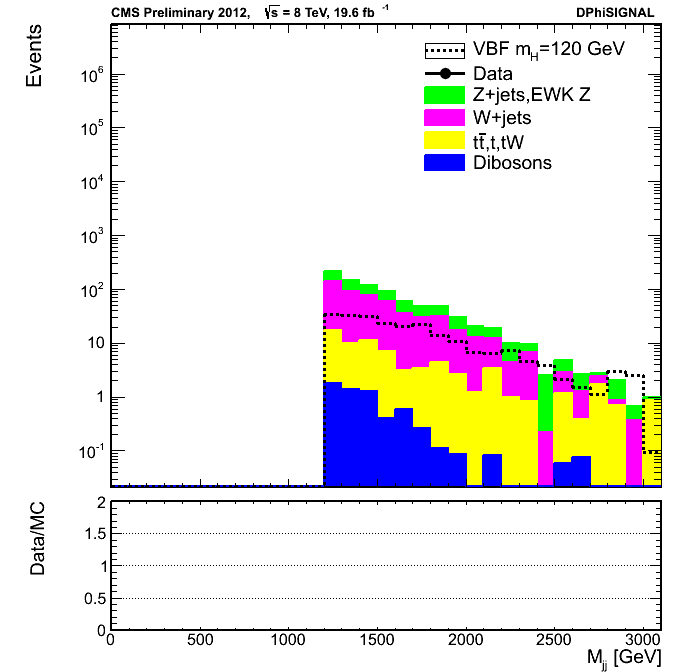 CMS Preliminary 2012, √s = 8 TeV, 19.6 fb⁻¹ DPhiSIGNAL
Events
VBF m_H=120 GeV
Data
Z+jets,EWK Z
W+jets
tt̄,t,tW
Dibosons
10⁶
10⁵
10⁴
10³
10²
10
1
10⁻¹
Data/MC
2
1.5
1
0.5
0
0 500 1000 1500 2000 2500 3000
M_jj [GeV]